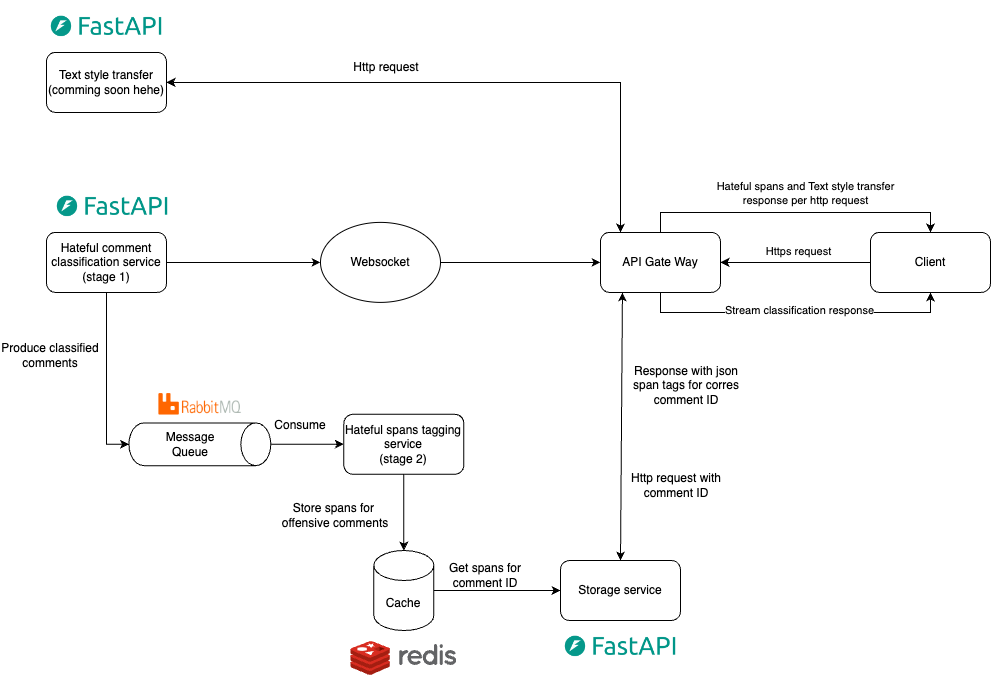 FastAPI
Text style transfer
(comming soon hehe)
Http request
Hateful spans and Text style transfer
response per http request
FastAPI
Hateful comment
classification service
(stage 1)
Websocket
API Gate Way
Https request
Client
Stream classification response
Produce classified
comments
Response with json
span tags for corres
comment ID
RabbitMQ
Message
Queue
Consume
Hateful spans tagging
service
(stage 2)
Http request with
comment ID
Store spans for
offensive comments
Get spans for
comment ID
Cache
Storage service
redis
FastAPI